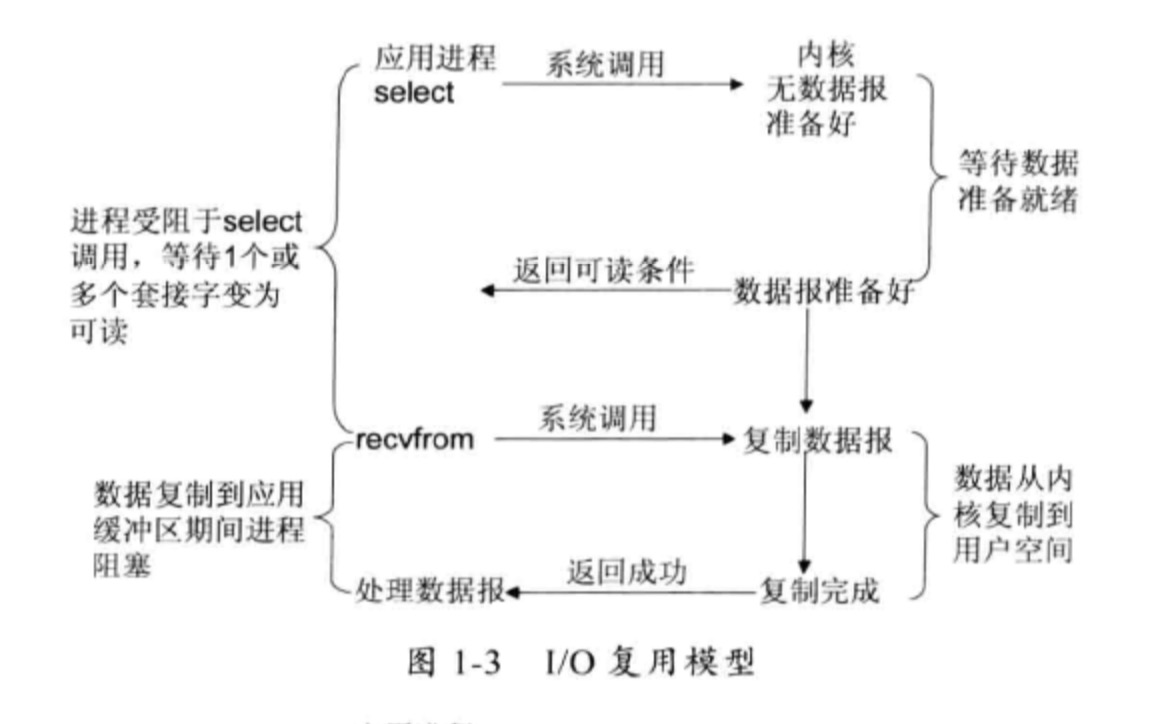 应用进程
select
系统调用
内核
无数据报
准备好
等待数据
准备就绪
进程受阻于select
调用，等待1个或
多个套接字变为
可读
返回可读条件
数据报准备好
recvfrom
系统调用
复制数据报
数据复制到应用
缓冲区期间进程
阻塞
数据从内
核复制到
用户空间
处理数据报
返回成功
复制完成
图 1-3 I/O 复用模型